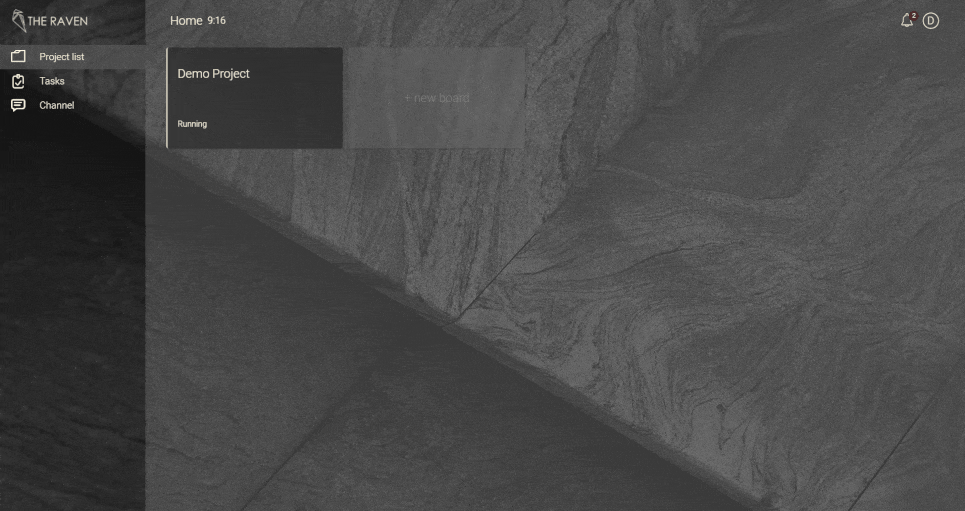 THE RAVEN
Home 9:16
2
D
Project list
Tasks
Channel
Demo Project
Running
+ new board